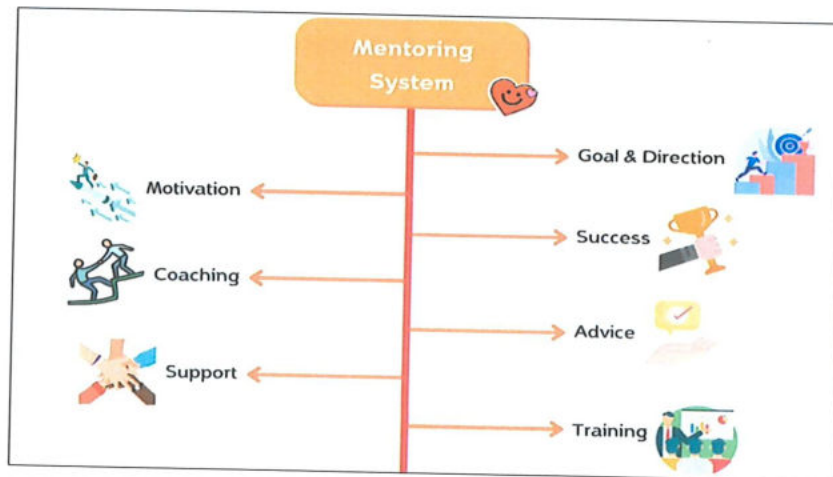 Mentoring
System
Goal & Direction
Motivation
Success
Coaching
Advice
Support
Training